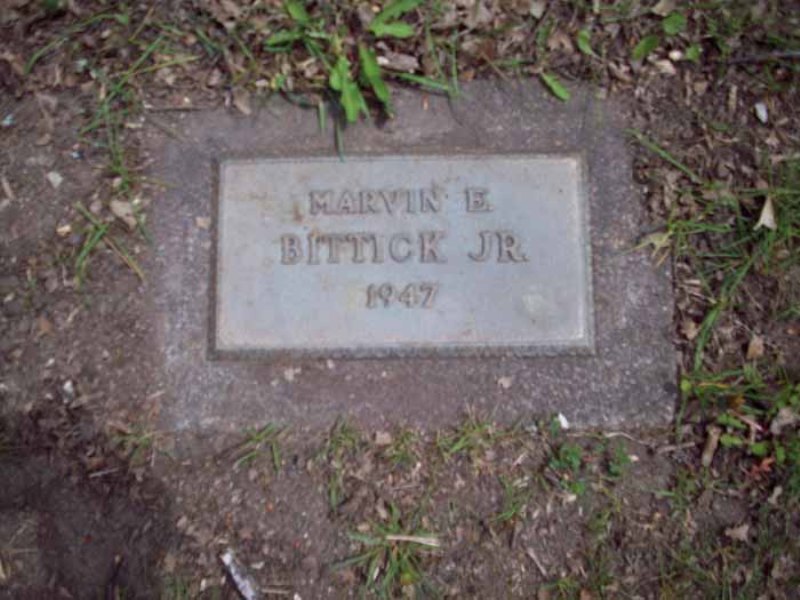 MARVIN E.
BITTICK JR.
1947